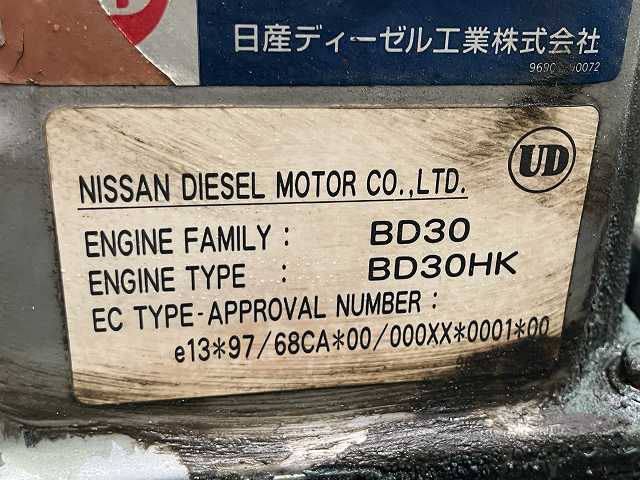 日産ディーゼル工業株式会社
UD
NISSAN DIESEL MOTOR CO.,LTD.
ENGINE FAMILY : BD30
ENGINE TYPE : BD30HK
EC TYPE-APPROVAL NUMBER :
e13*97/68CA*00/000XX*0001*00